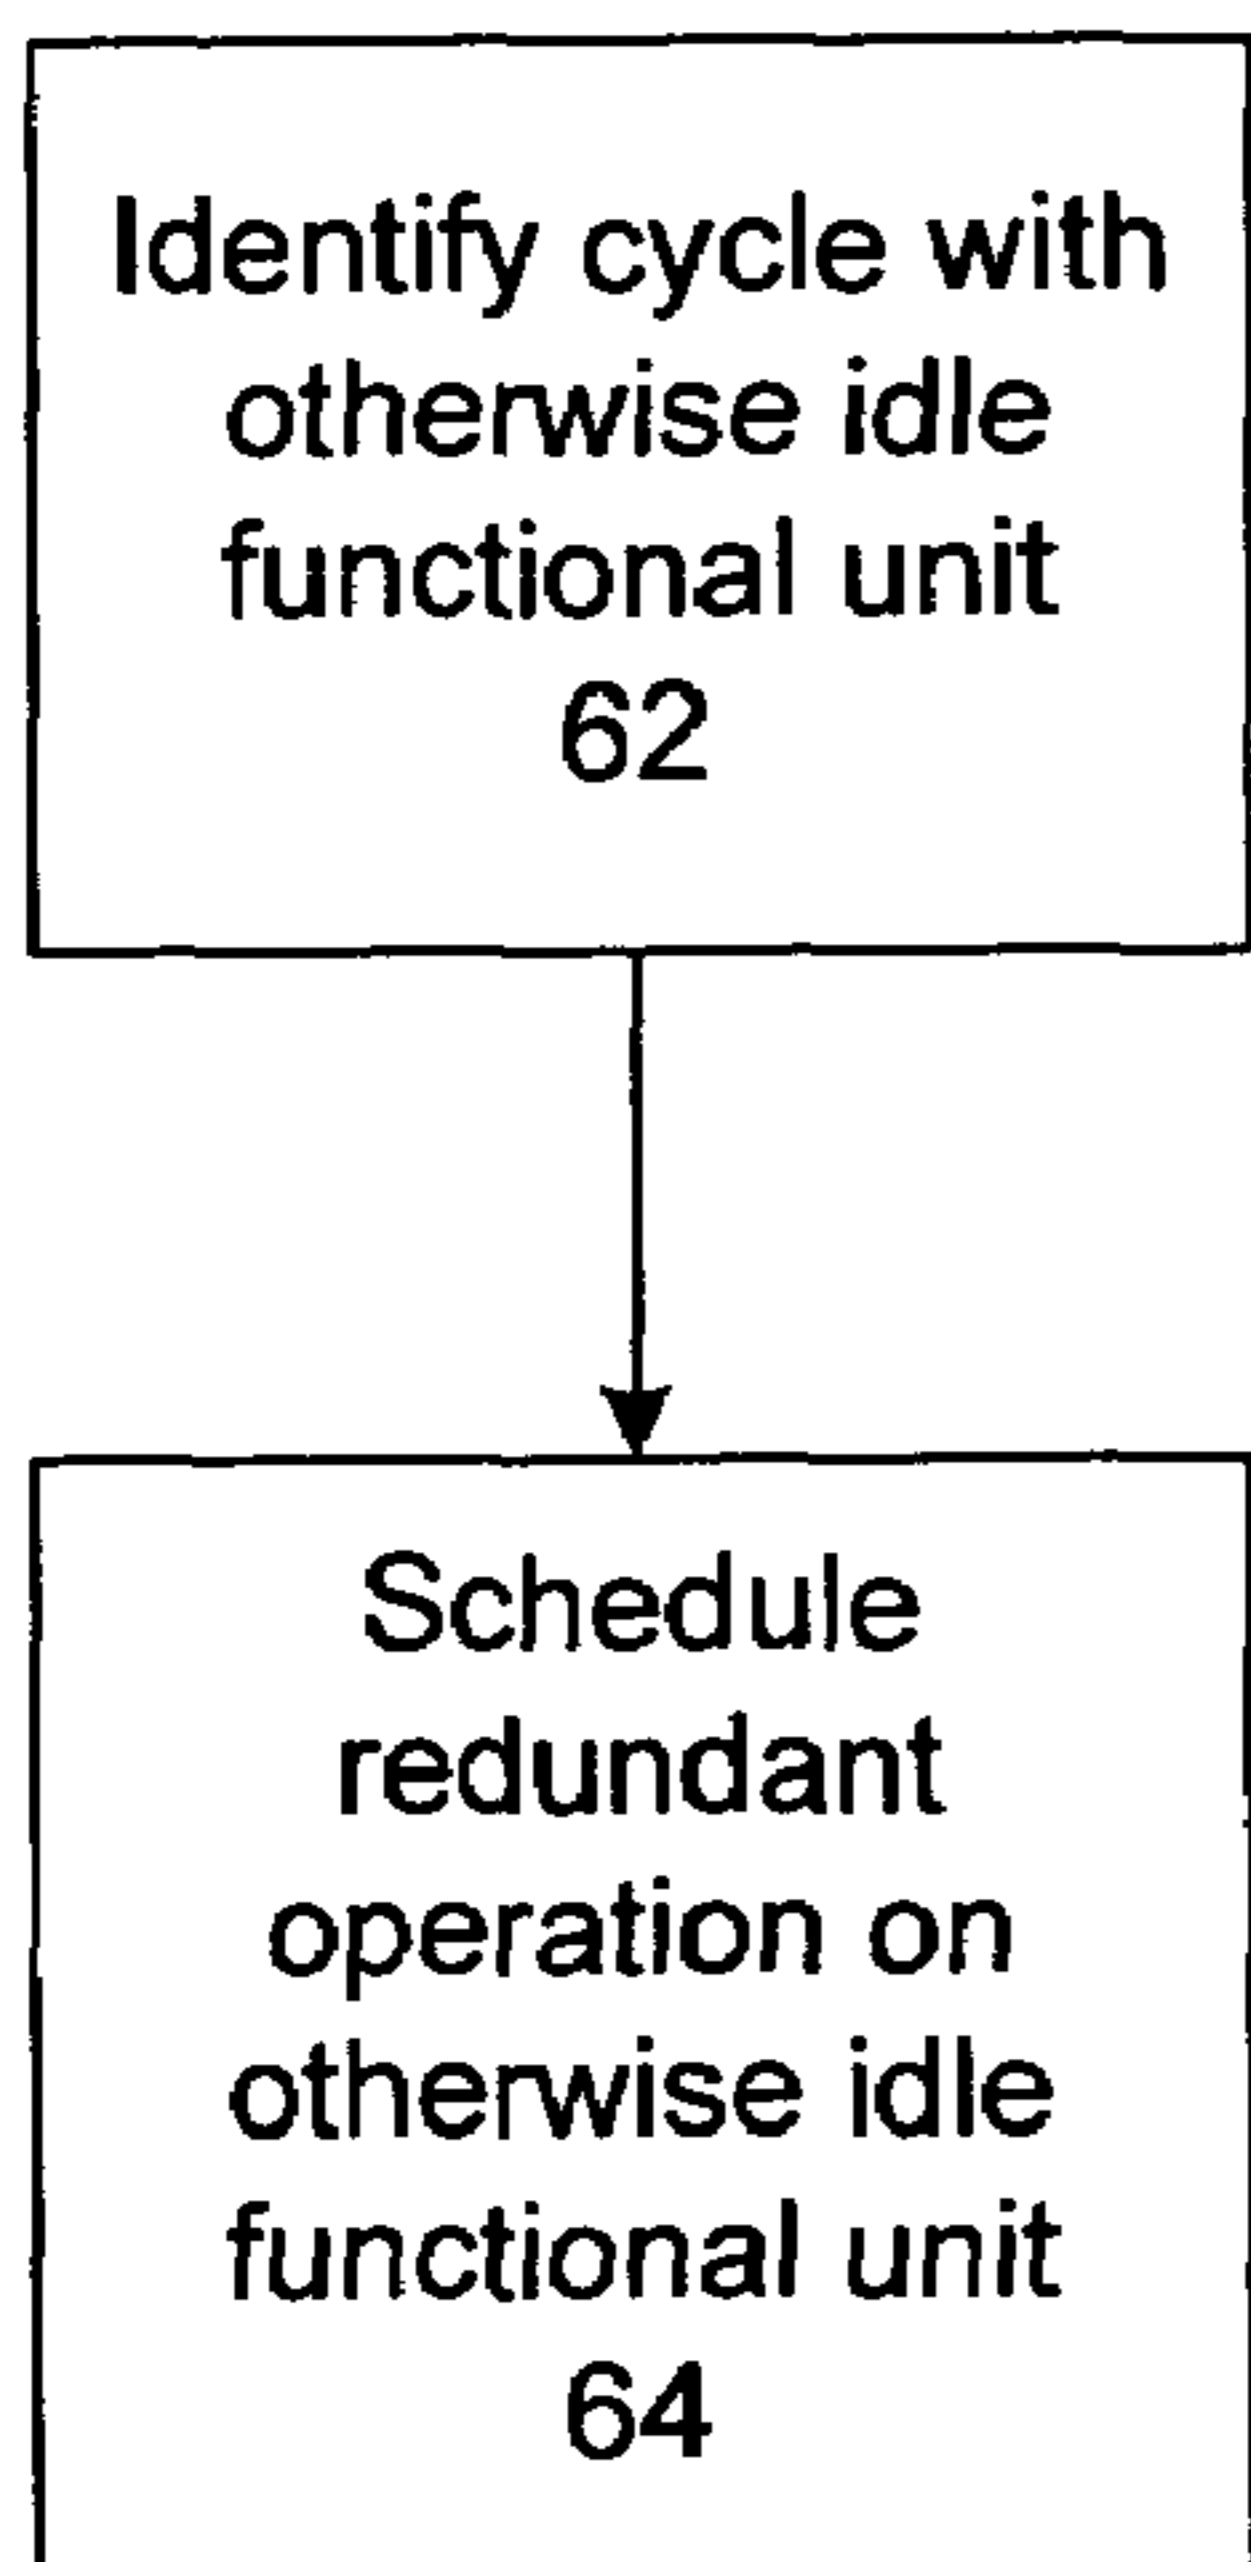 Identify cycle with
otherwise idle
functional unit
62
Schedule
redundant
operation on
otherwise idle
functional unit
64